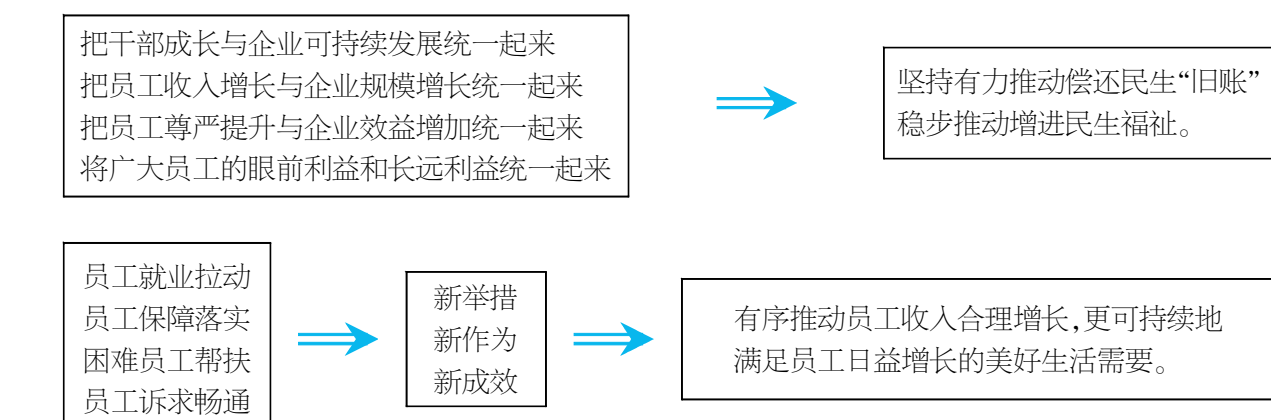 把干部成长与企业可持续发展统一起来
把员工收入增长与企业规模增长统一起来
把员工尊严提升与企业效益增加统一起来
将广大员工的眼前利益和长远利益统一起来
坚持有力推动偿还民生“旧账”
稳步推动增进民生福祉。
员工就业拉动
员工保障落实
困难员工帮扶
员工诉求畅通
新举措
新作为
新成效
有序推动员工收入合理增长,更可持续地
满足员工日益增长的美好生活需要。